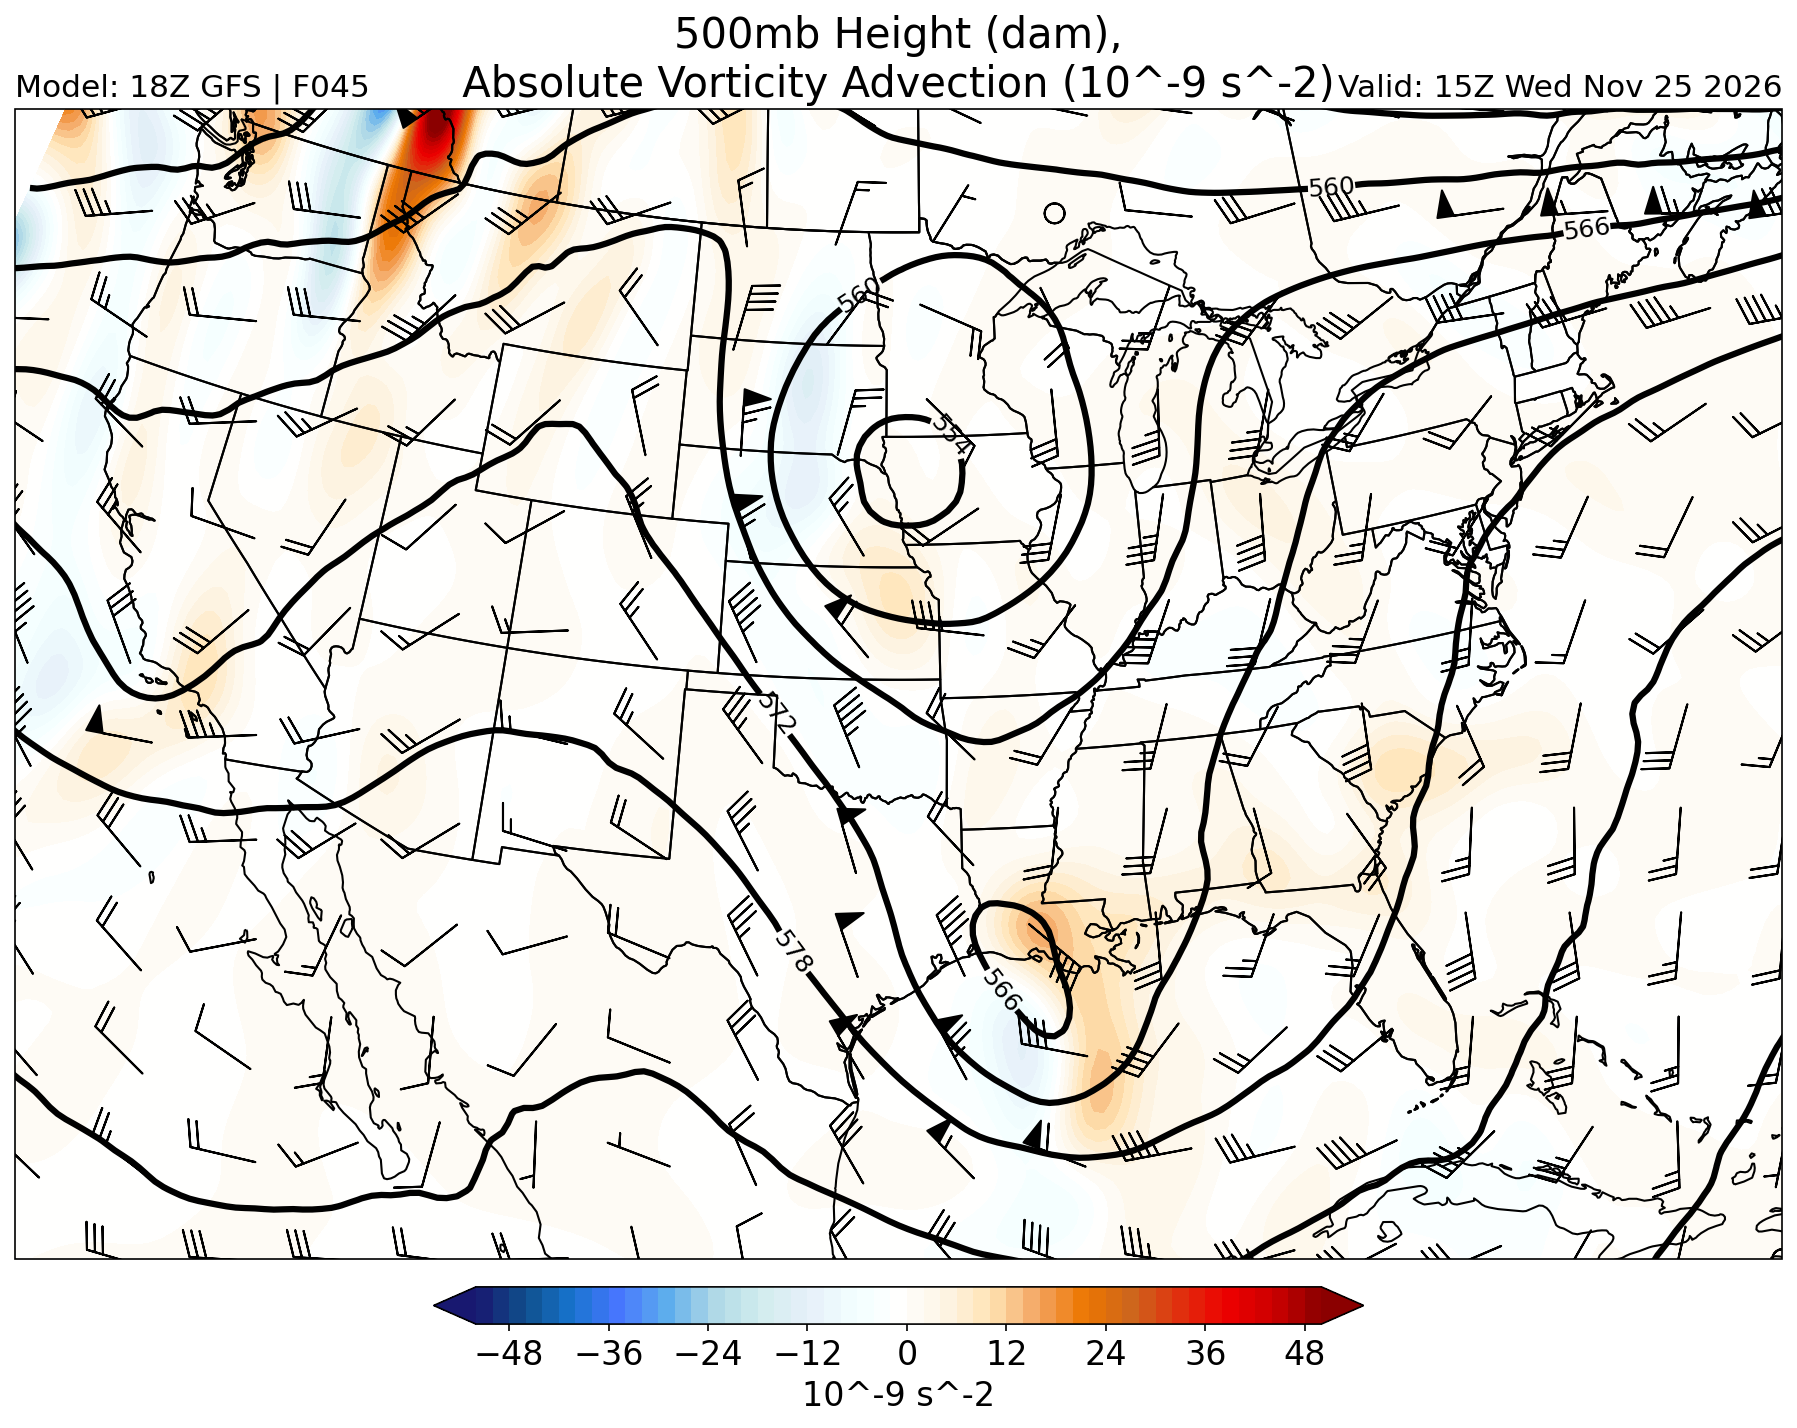 500mb Height (dam),
Model: 18Z GFS | F045 Absolute Vorticity Advection (10^-9 s^-2) Valid: 15Z Wed Nov 25 2026
560
566
560
554
572
578
566
−48 −36 −24 −12 0 12 24 36 48
10^-9 s^-2